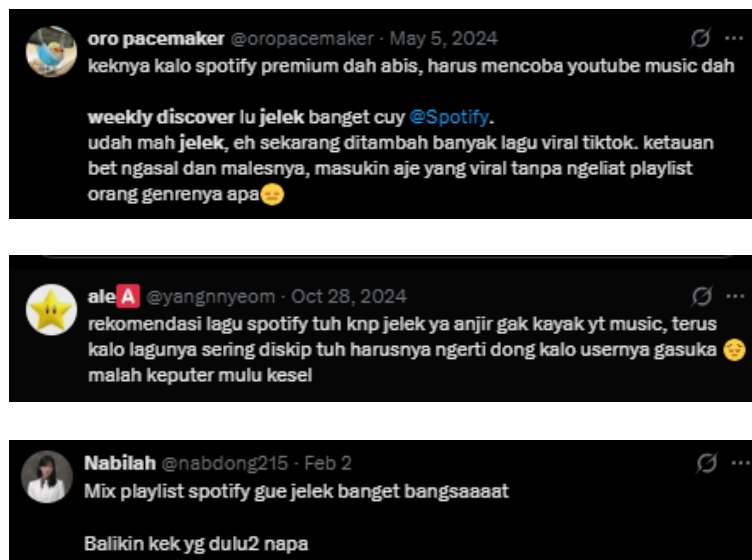 oro pacemaker @oropacemaker · May 5, 2024
keknya kalo spotify premium dah abis, harus mencoba youtube music dah
weekly discover lu jelek banget cuy @Spotify.
udah mah jelek, eh sekarang ditambah banyak lagu viral tiktok. ketauan
bet ngasal dan malesnya, masukin aje yang viral tanpa ngeliat playlist
orang genrenya apa😑
ale🅰️ @yangnnyeom · Oct 28, 2024
rekomendasi lagu spotify tuh knp jelek ya anjir gak kayak yt music, terus
kalo lagunya sering diskip tuh harusnya ngerti dong kalo usernya gasuka 😔
malah keputer mulu kesel
Nabilah @nabdong215 · Feb 2
Mix playlist spotify gue jelek banget bangsaaaat
Balikin kek yg dulu2 napa